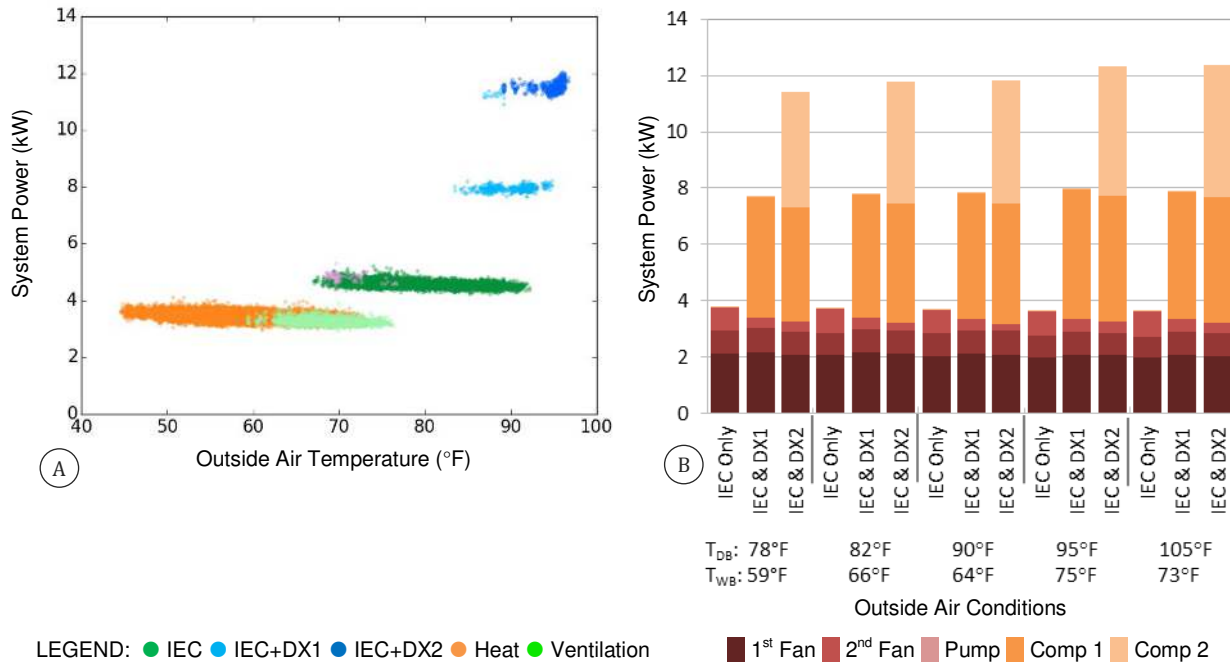 14
12
10
8
6
4
2
0
System Power (kW)
40 50 60 70 80 90 100
Outside Air Temperature (°F)
A
14
12
10
8
6
4
2
0
System Power (kW)
IEC Only
IEC & DX1
IEC & DX2
IEC Only
IEC & DX1
IEC & DX2
IEC Only
IEC & DX1
IEC & DX2
IEC Only
IEC & DX1
IEC & DX2
IEC Only
IEC & DX1
IEC & DX2
B
TDB: 78°F 82°F 90°F 95°F 105°F
TWB: 59°F 66°F 64°F 75°F 73°F
Outside Air Conditions
LEGEND: IEC IEC+DX1 IEC+DX2 Heat Ventilation
1st Fan 2nd Fan Pump Comp 1 Comp 2